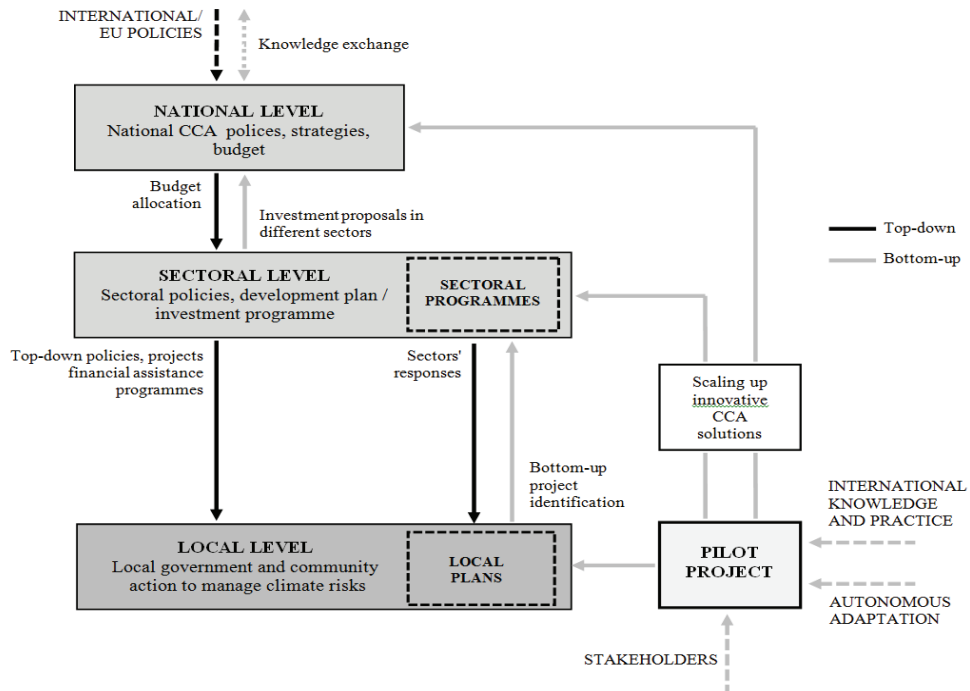 INTERNATIONAL/
EU POLICIES
Knowledge exchange
NATIONAL LEVEL
National CCA polices, strategies,
budget
Budget
allocation
Investment proposals in
different sectors
Top-down
Bottom-up
SECTORAL LEVEL
Sectoral policies, development plan /
investment programme
SECTORAL
PROGRAMMES
Top-down policies, projects
financial assistance
programmes
Sectors'
responses
Scaling up
innovative
CCA
solutions
Bottom-up
project
identification
INTERNATIONAL
KNOWLEDGE
AND PRACTICE
LOCAL LEVEL
Local government and community
action to manage climate risks
LOCAL
PLANS
PILOT
PROJECT
AUTONOMOUS
ADAPTATION
STAKEHOLDERS